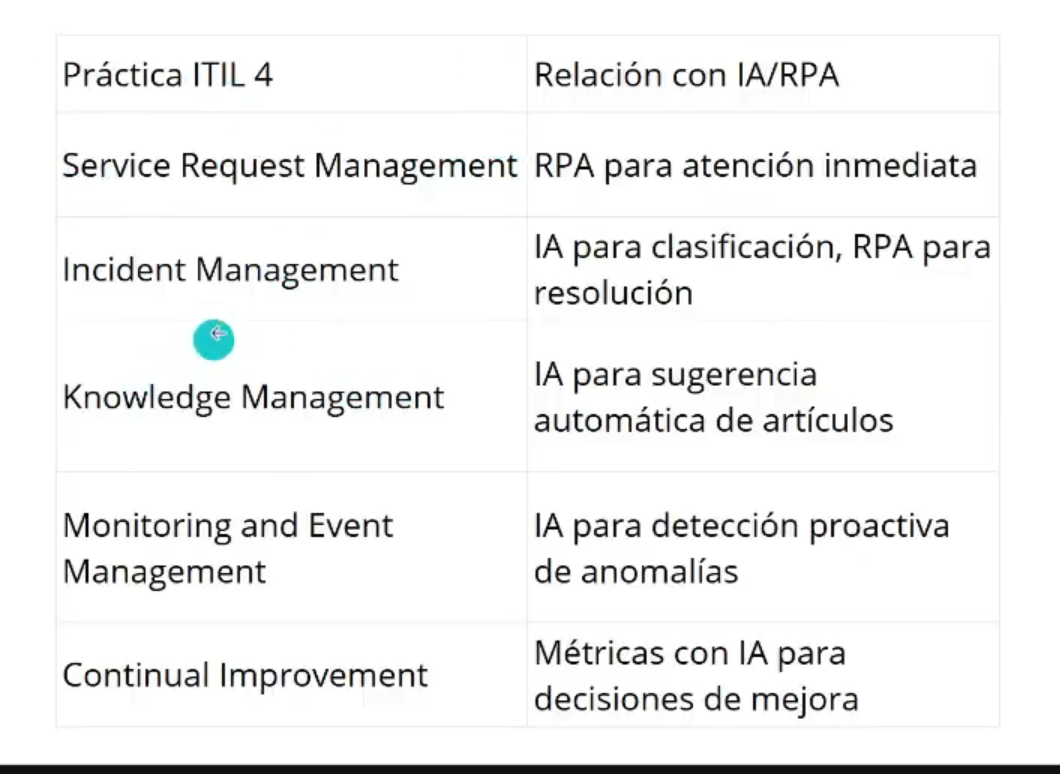 Práctica ITIL 4
Relación con IA/RPA
Service Request Management
RPA para atención inmediata
Incident Management
IA para clasificación, RPA para
resolución
Knowledge Management
IA para sugerencia
automática de artículos
Monitoring and Event
Management
IA para detección proactiva
de anomalías
Continual Improvement
Métricas con IA para
decisiones de mejora